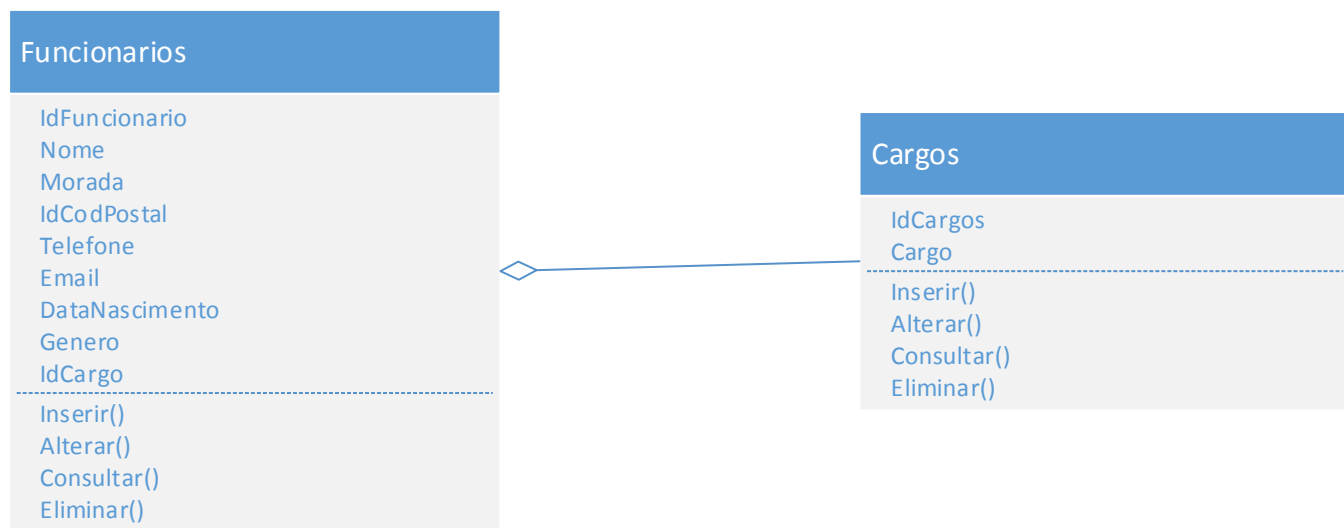 Funcionarios
IdFuncionario
Nome
Morada
IdCodPostal
Telefone
Email
DataNascimento
Genero
IdCargo
Inserir()
Alterar()
Consultar()
Eliminar()
Cargos
IdCargos
Cargo
Inserir()
Alterar()
Consultar()
Eliminar()